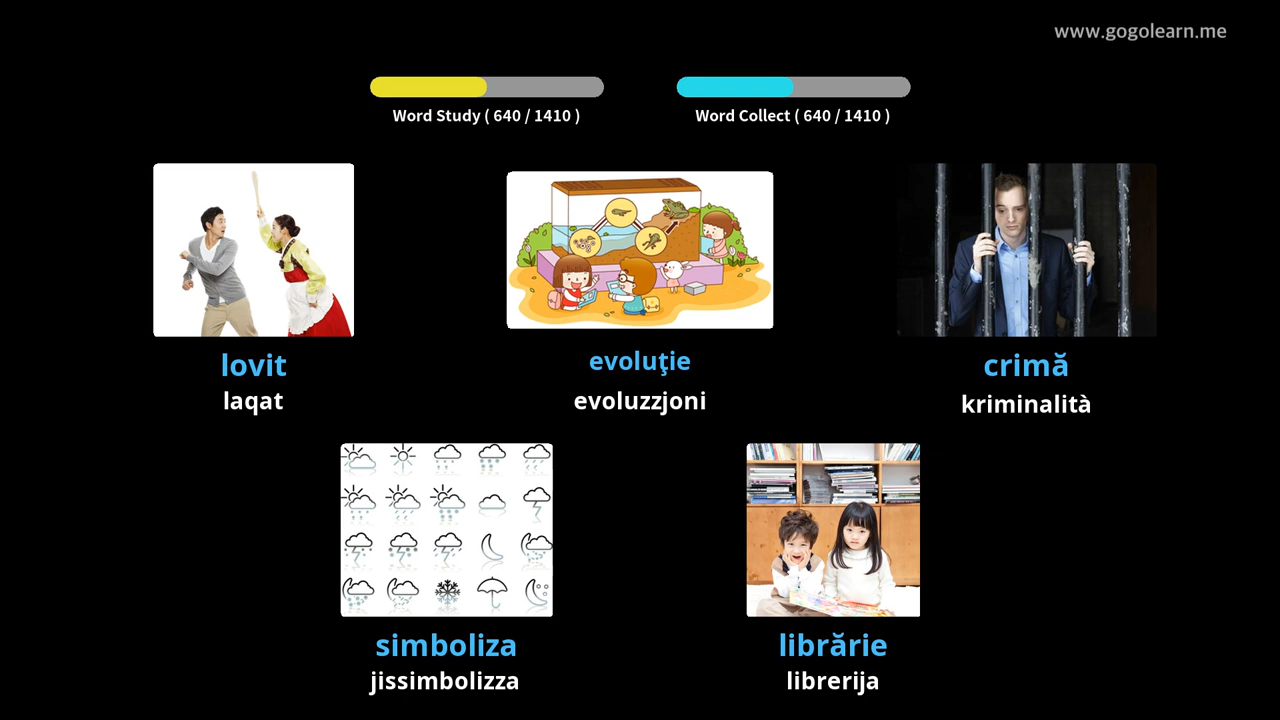 www.gogolearn.me
Word Study ( 640 / 1410 )
Word Collect ( 640 / 1410 )
lovit
laqat
evoluţie
evoluzzjoni
crimă
kriminalità
simboliza
jissimbolizza
librărie
librerija